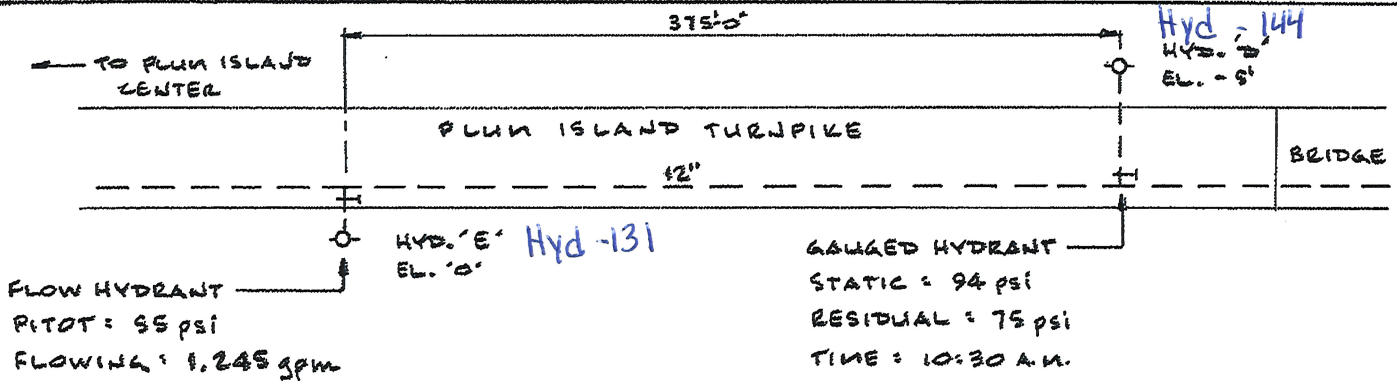 375'-0"
Hyd - 144
HYD. 'D'
EL. - 5'
TO PLUM ISLAND
CENTER
PLUM ISLAND TURNPIKE
12"
BRIDGE
HYD. 'E' Hyd -131
EL. '0'
FLOW HYDRANT
PITOT = 55 psi
FLOWING = 1,245 gpm
GAUGED HYDRANT
STATIC = 94 psi
RESIDUAL = 75 psi
TIME = 10:30 A.M.